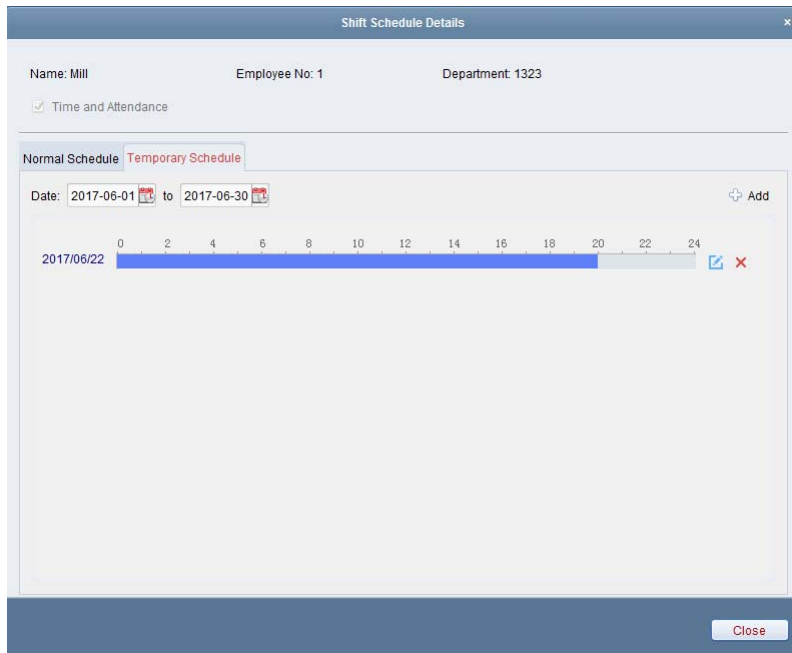 Shift Schedule Details ×
Name: Mill Employee No: 1 Department: 1323
Time and Attendance
Normal Schedule Temporary Schedule
Date: 2017-06-01 to 2017-06-30 Add
0 2 4 6 8 10 12 14 16 18 20 22 24
2017/06/22
Close